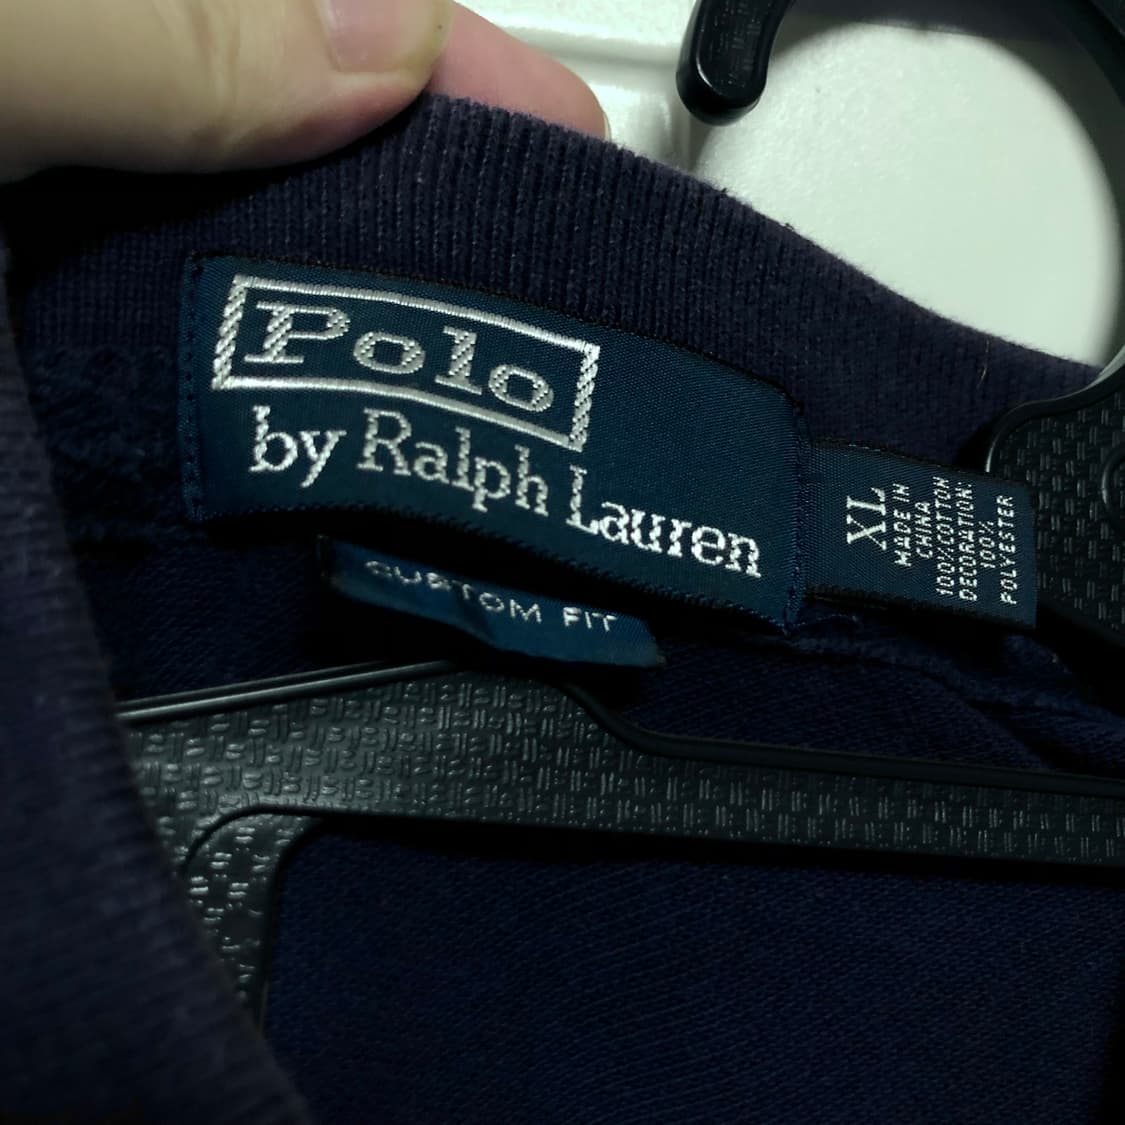 Polo
by Ralph Lauren
CUSTOM FIT
XL
MADE IN
CHINA
100%COTTON
DECORATION:
100%
POLYESTER